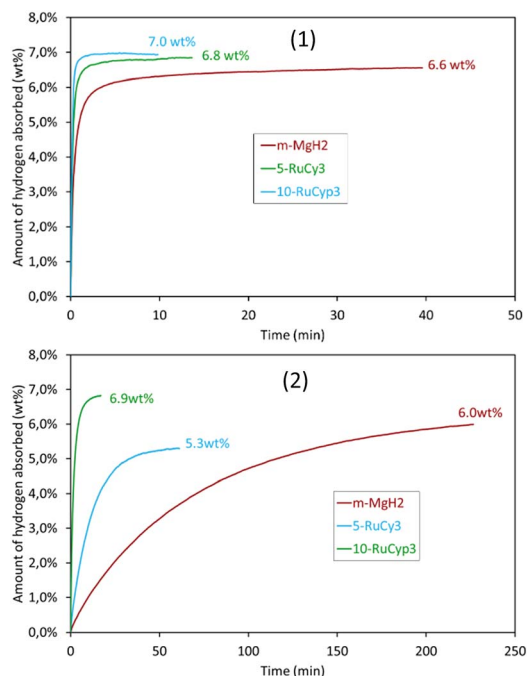 (1)
Amount of hydrogen absorbed (wt%)
8,0%
7,0%
6,0%
5,0%
4,0%
3,0%
2,0%
1,0%
0,0%
7.0 wt%
6.8 wt%
6.6 wt%
m-MgH2
5-RuCy3
10-RuCyp3
0 10 20 30 40 50
Time (min)
(2)
Amount of hydrogen absorbed (wt%)
8,0%
7,0%
6,0%
5,0%
4,0%
3,0%
2,0%
1,0%
0,0%
6.9wt%
6.0wt%
5.3wt%
m-MgH2
5-RuCy3
10-RuCyp3
0 50 100 150 200 250
Time (min)